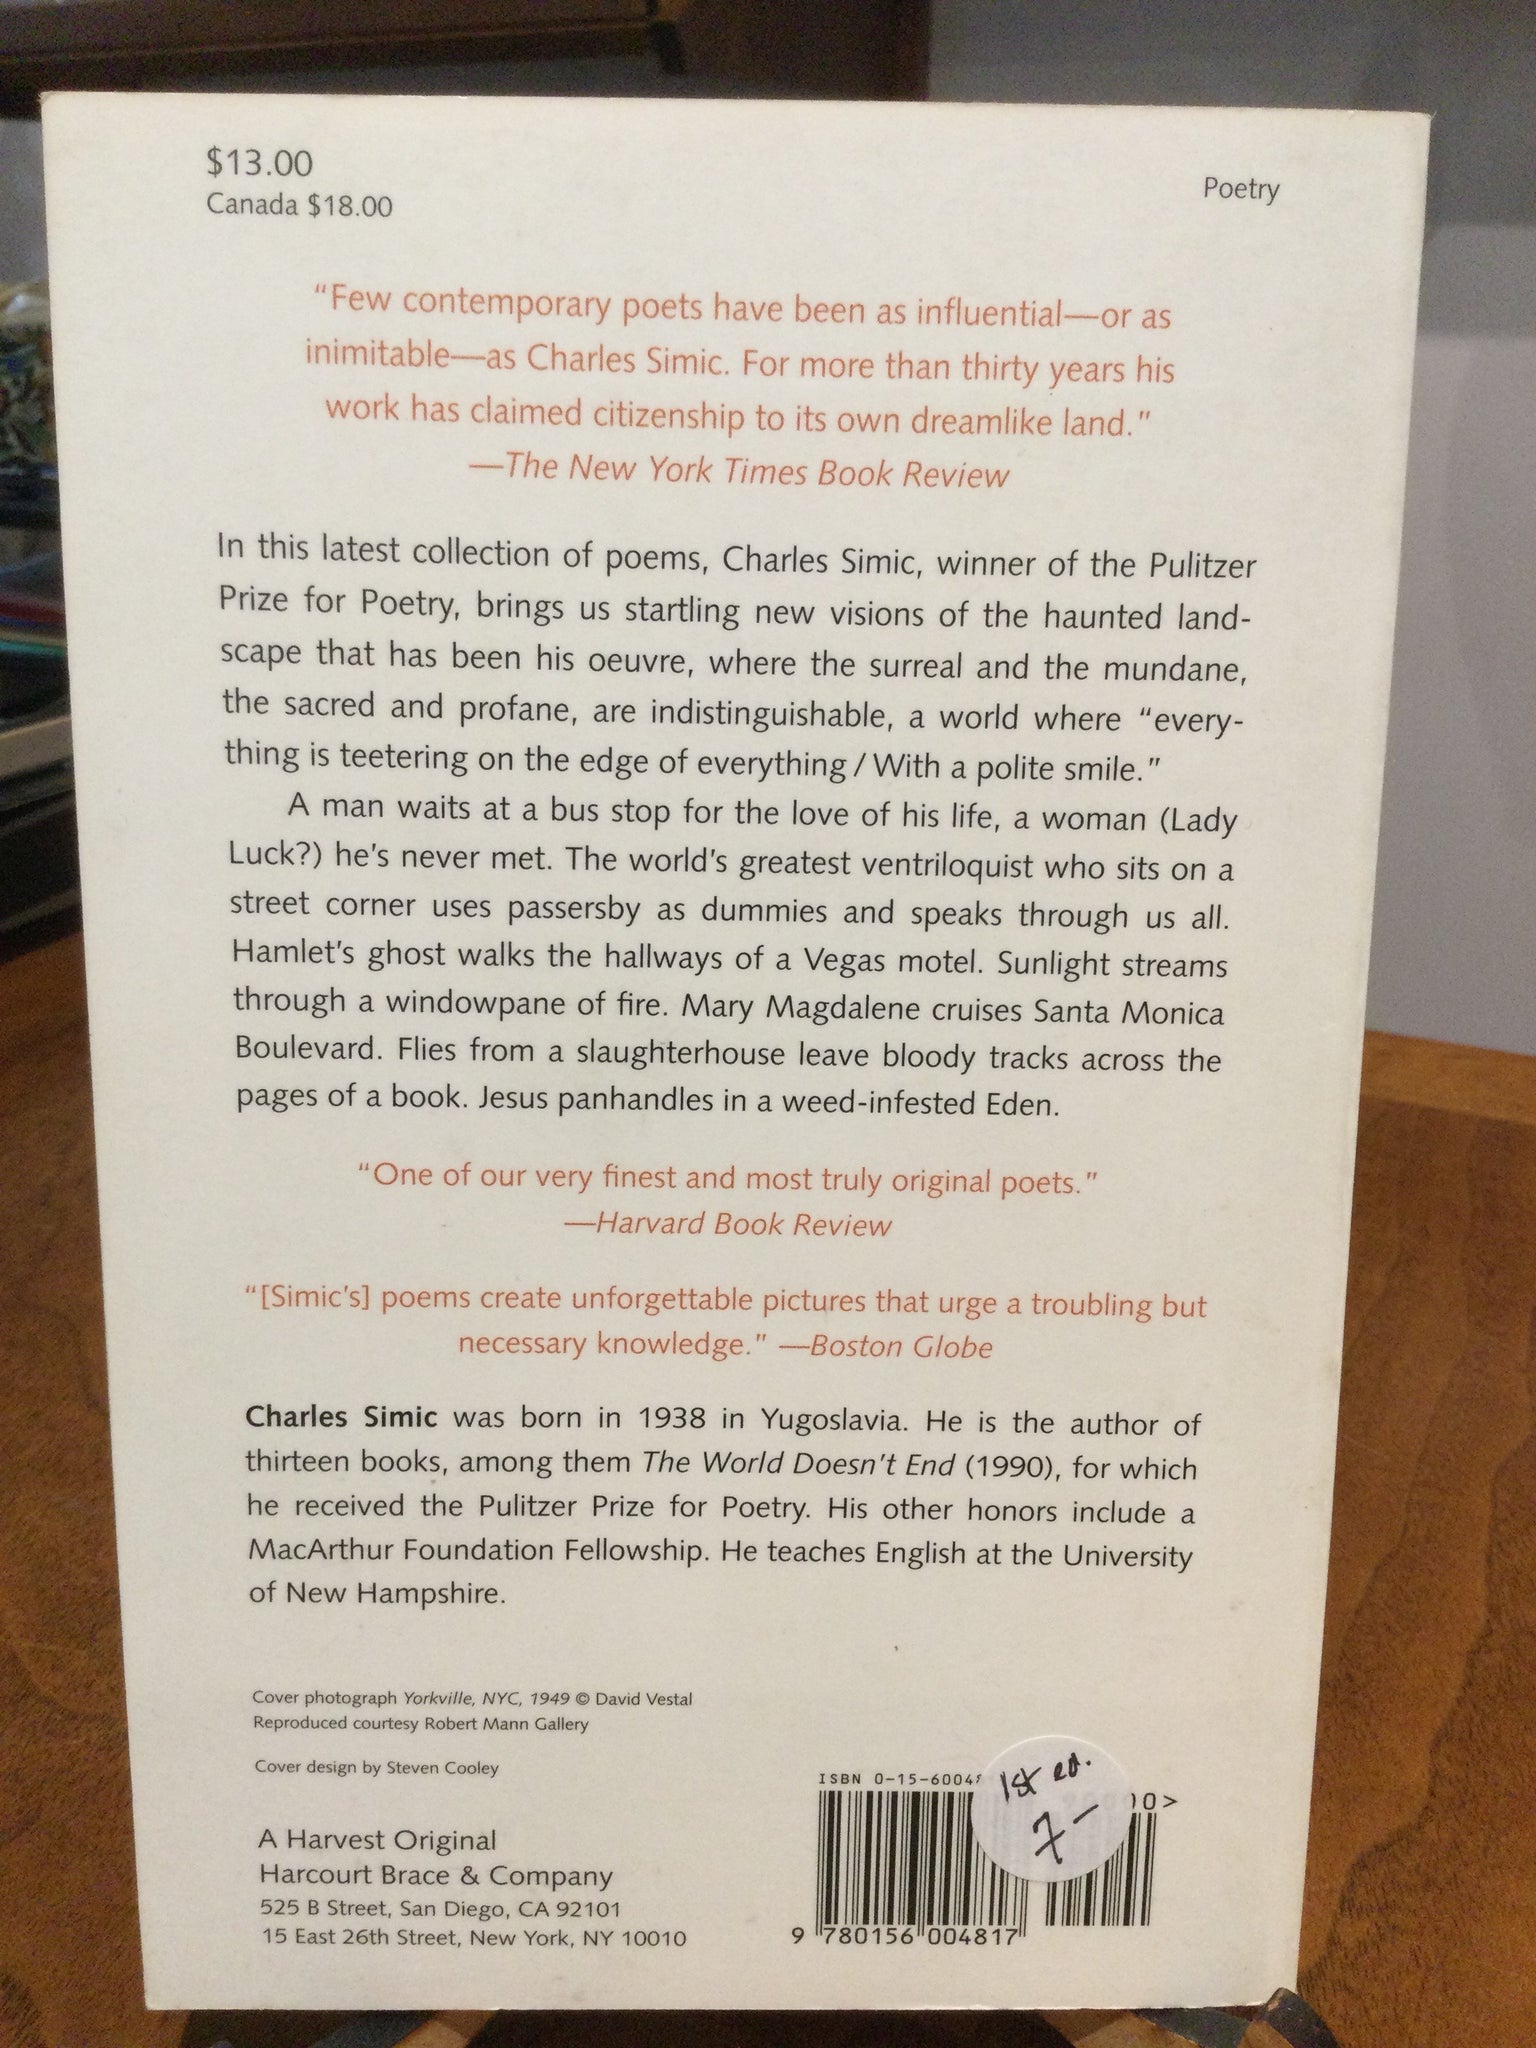 $13.00
Canada $18.00
Poetry
“Few contemporary poets have been as influential—or as
inimitable—as Charles Simic. For more than thirty years his
work has claimed citizenship to its own dreamlike land.”
—The New York Times Book Review
In this latest collection of poems, Charles Simic, winner of the Pulitzer
Prize for Poetry, brings us startling new visions of the haunted land-
scape that has been his oeuvre, where the surreal and the mundane,
the sacred and profane, are indistinguishable, a world where “every-
thing is teetering on the edge of everything / With a polite smile.”
A man waits at a bus stop for the love of his life, a woman (Lady
Luck?) he's never met. The world's greatest ventriloquist who sits on a
street corner uses passersby as dummies and speaks through us all.
Hamlet's ghost walks the hallways of a Vegas motel. Sunlight streams
through a windowpane of fire. Mary Magdalene cruises Santa Monica
Boulevard. Flies from a slaughterhouse leave bloody tracks across the
pages of a book. Jesus panhandles in a weed-infested Eden.
“One of our very finest and most truly original poets.”
—Harvard Book Review
“[Simic's] poems create unforgettable pictures that urge a troubling but
necessary knowledge.” —Boston Globe
Charles Simic was born in 1938 in Yugoslavia. He is the author of
thirteen books, among them The World Doesn't End (1990), for which
he received the Pulitzer Prize for Poetry. His other honors include a
MacArthur Foundation Fellowship. He teaches English at the University
of New Hampshire.
Cover photograph Yorkville, NYC, 1949 © David Vestal
Reproduced courtesy Robert Mann Gallery
Cover design by Steven Cooley
A Harvest Original
Harcourt Brace & Company
525 B Street, San Diego, CA 92101
15 East 26th Street, New York, NY 10010
ISBN 0-15-6004
1st ed.
7-
0>
9 780156 004817